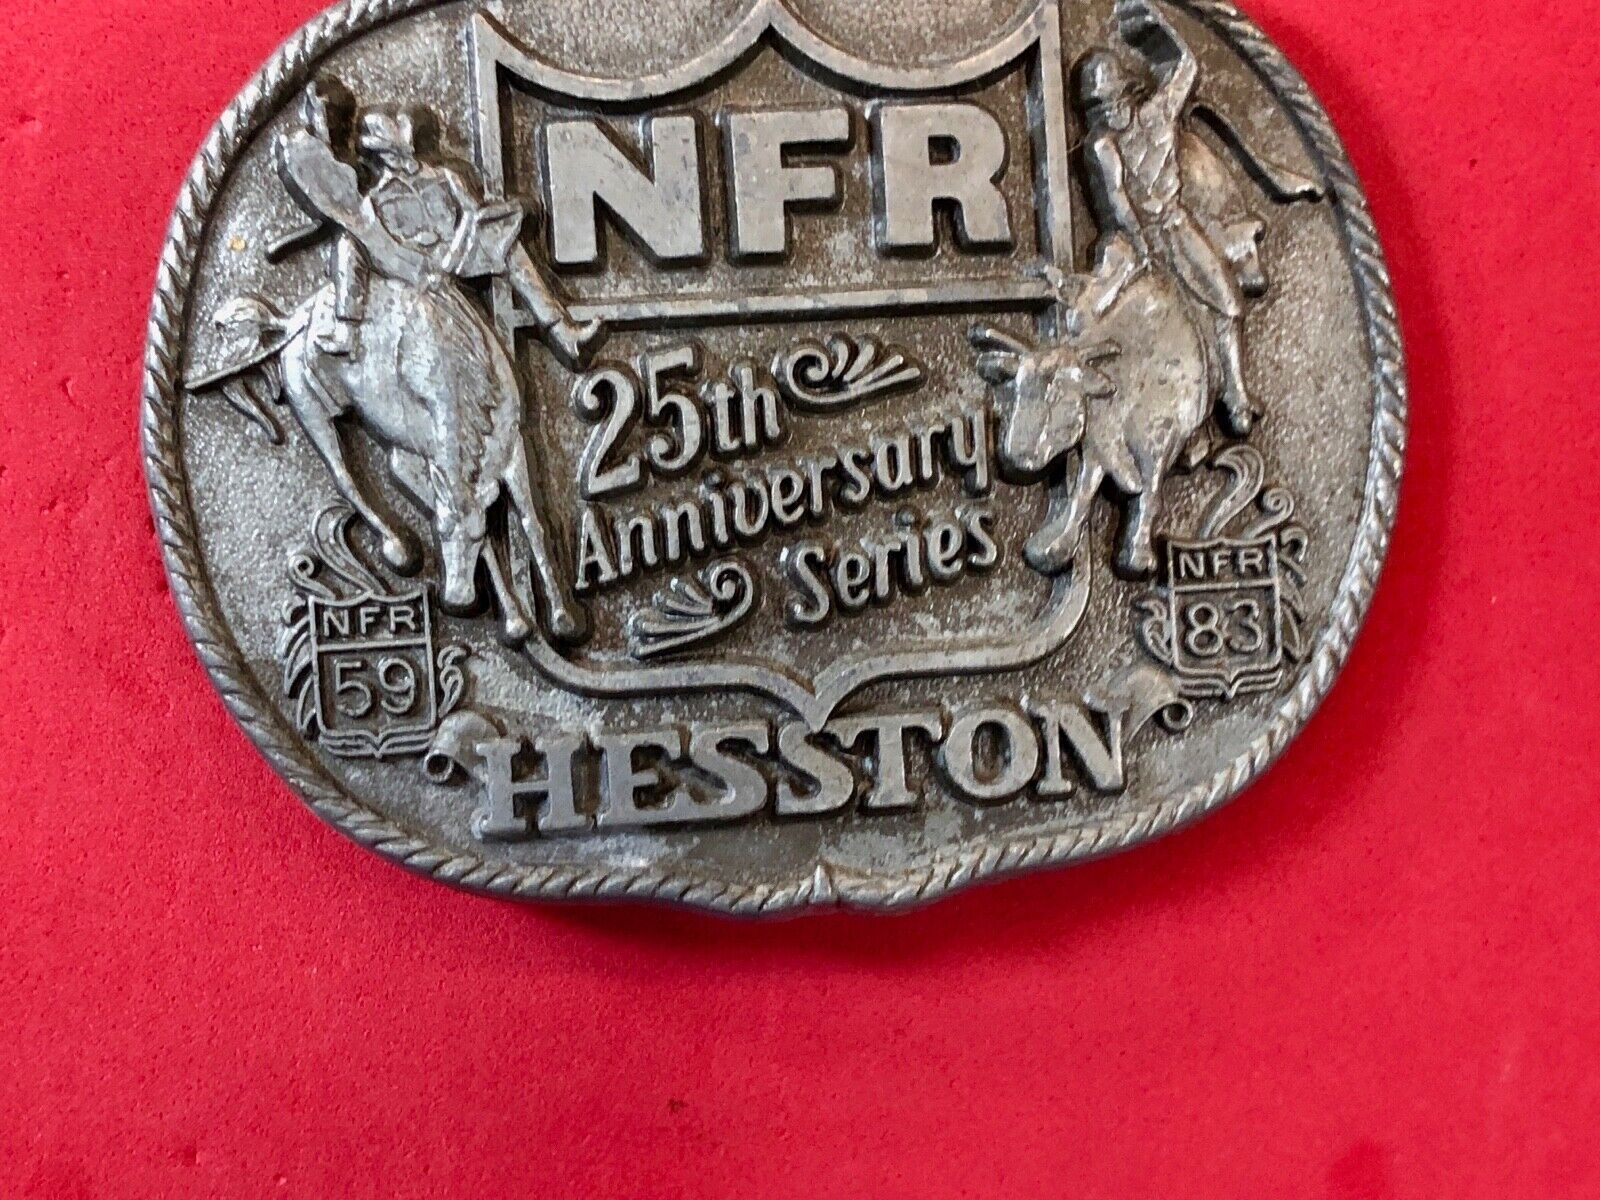 NFR
25th
Anniversary
Series
NFR
59
NFR
83
HESSTON